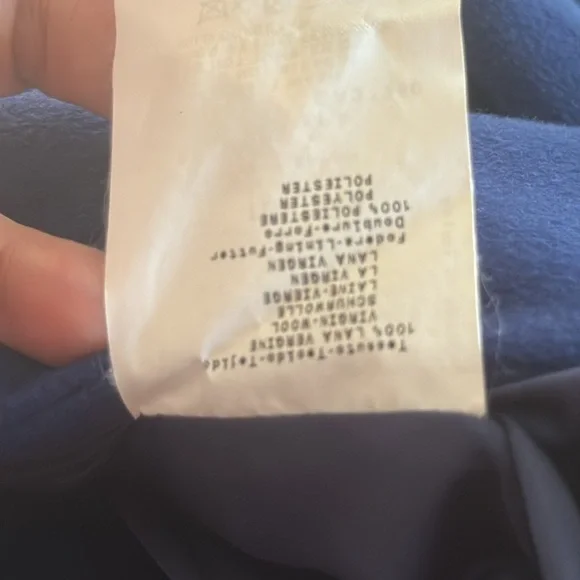 Tessuto-Tejido-Tejido
100% LANA VERGINE
VIRGIN-WOOL
SCHURWOLLE
LAINE-VIERGE
LA VIRGEN
LANA VIRGEN
Fodera-Lining-Futter
Doublure-Forro
100% POLIESTERE
POLYESTER
POLIESTER